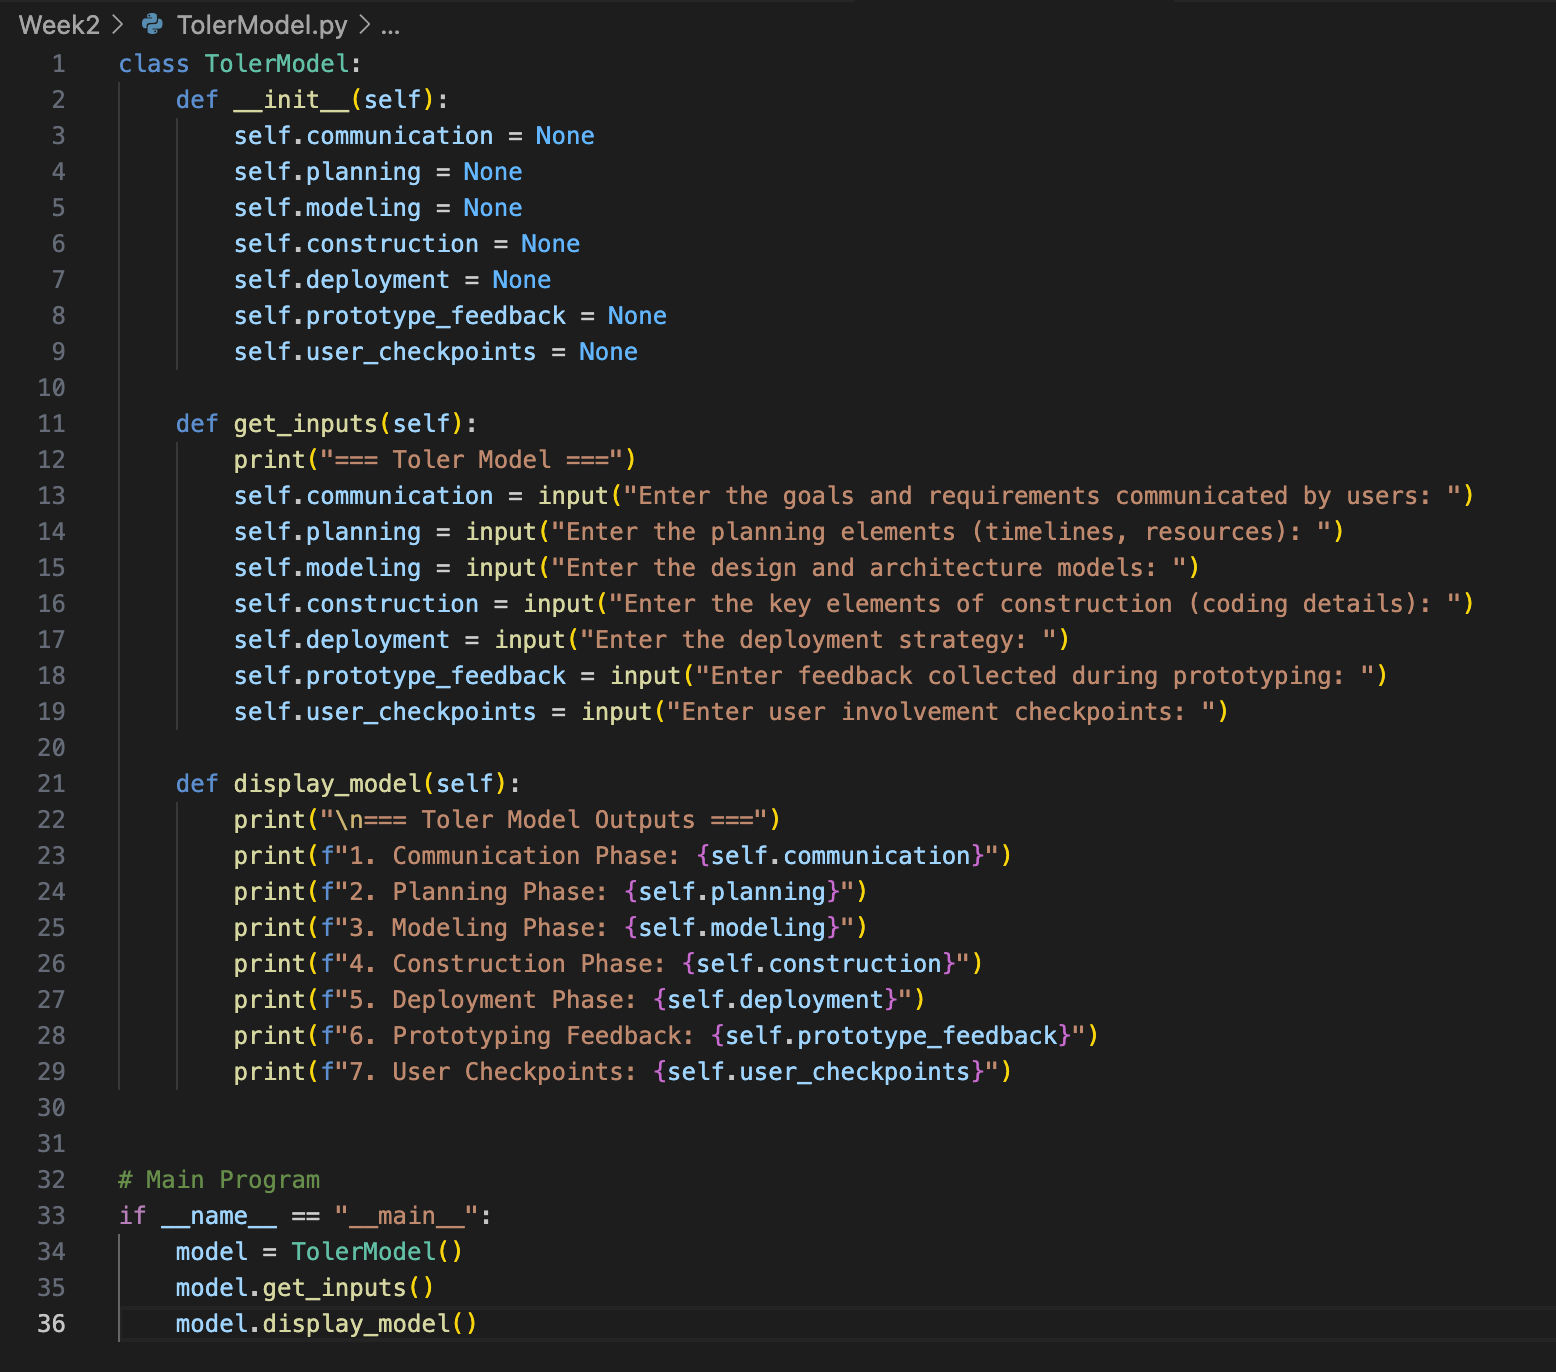 Week2 > TolerModel.py > ...
1 class TolerModel:
2     def __init__(self):
3         self.communication = None
4         self.planning = None
5         self.modeling = None
6         self.construction = None
7         self.deployment = None
8         self.prototype_feedback = None
9         self.user_checkpoints = None
10
11     def get_inputs(self):
12         print("=== Toler Model ===")
13         self.communication = input("Enter the goals and requirements communicated by users: ")
14         self.planning = input("Enter the planning elements (timelines, resources): ")
15         self.modeling = input("Enter the design and architecture models: ")
16         self.construction = input("Enter the key elements of construction (coding details): ")
17         self.deployment = input("Enter the deployment strategy: ")
18         self.prototype_feedback = input("Enter feedback collected during prototyping: ")
19         self.user_checkpoints = input("Enter user involvement checkpoints: ")
20
21     def display_model(self):
22         print("\n=== Toler Model Outputs ===")
23         print(f"1. Communication Phase: {self.communication}")
24         print(f"2. Planning Phase: {self.planning}")
25         print(f"3. Modeling Phase: {self.modeling}")
26         print(f"4. Construction Phase: {self.construction}")
27         print(f"5. Deployment Phase: {self.deployment}")
28         print(f"6. Prototyping Feedback: {self.prototype_feedback}")
29         print(f"7. User Checkpoints: {self.user_checkpoints}")
30
31
32 # Main Program
33 if __name__ == "__main__":
34     model = TolerModel()
35     model.get_inputs()
36     model.display_model()